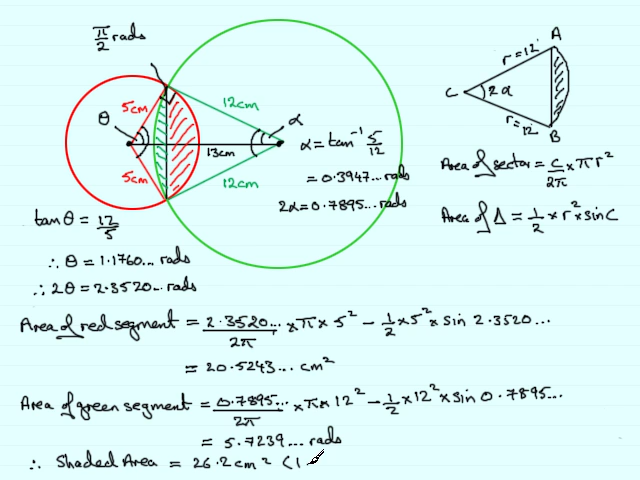 π/2 rads
A
r=12
C 2α
r=12
B
5cm 12cm
θ α
13cm
5cm 12cm
α = tan⁻¹ 5/12
= 0.3947... rads
2α = 0.7895... rads
Area of sector = C/2π × πr²
Area of Δ = 1/2 × r² × sin C
tan θ = 12/5
∴ θ = 1.1760... rads
∴ 2θ = 2.3520... rads
Area of red segment = 2.3520.../2π × π × 5² − 1/2 × 5² × sin 2.3520...
= 20.5243... cm²
Area of green segment = 0.7895.../2π × π × 12² − 1/2 × 12² × sin 0.7895...
= 5.7239... rads
∴ Shaded Area = 26.2 cm² (1